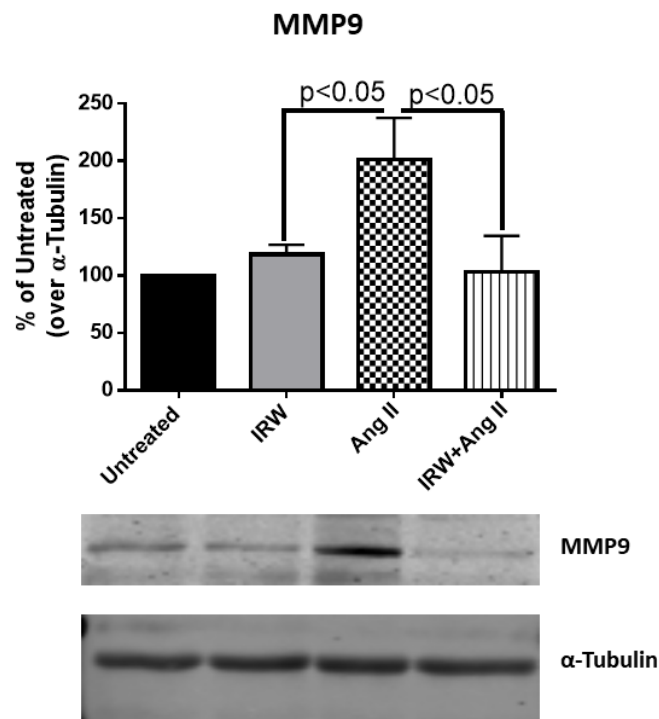 MMP9
p<0.05 p<0.05
250
200
150
100
50
0
% of Untreated
(over α-Tubulin)
Untreated
IRW
Ang II
IRW+Ang II
MMP9
α-Tubulin